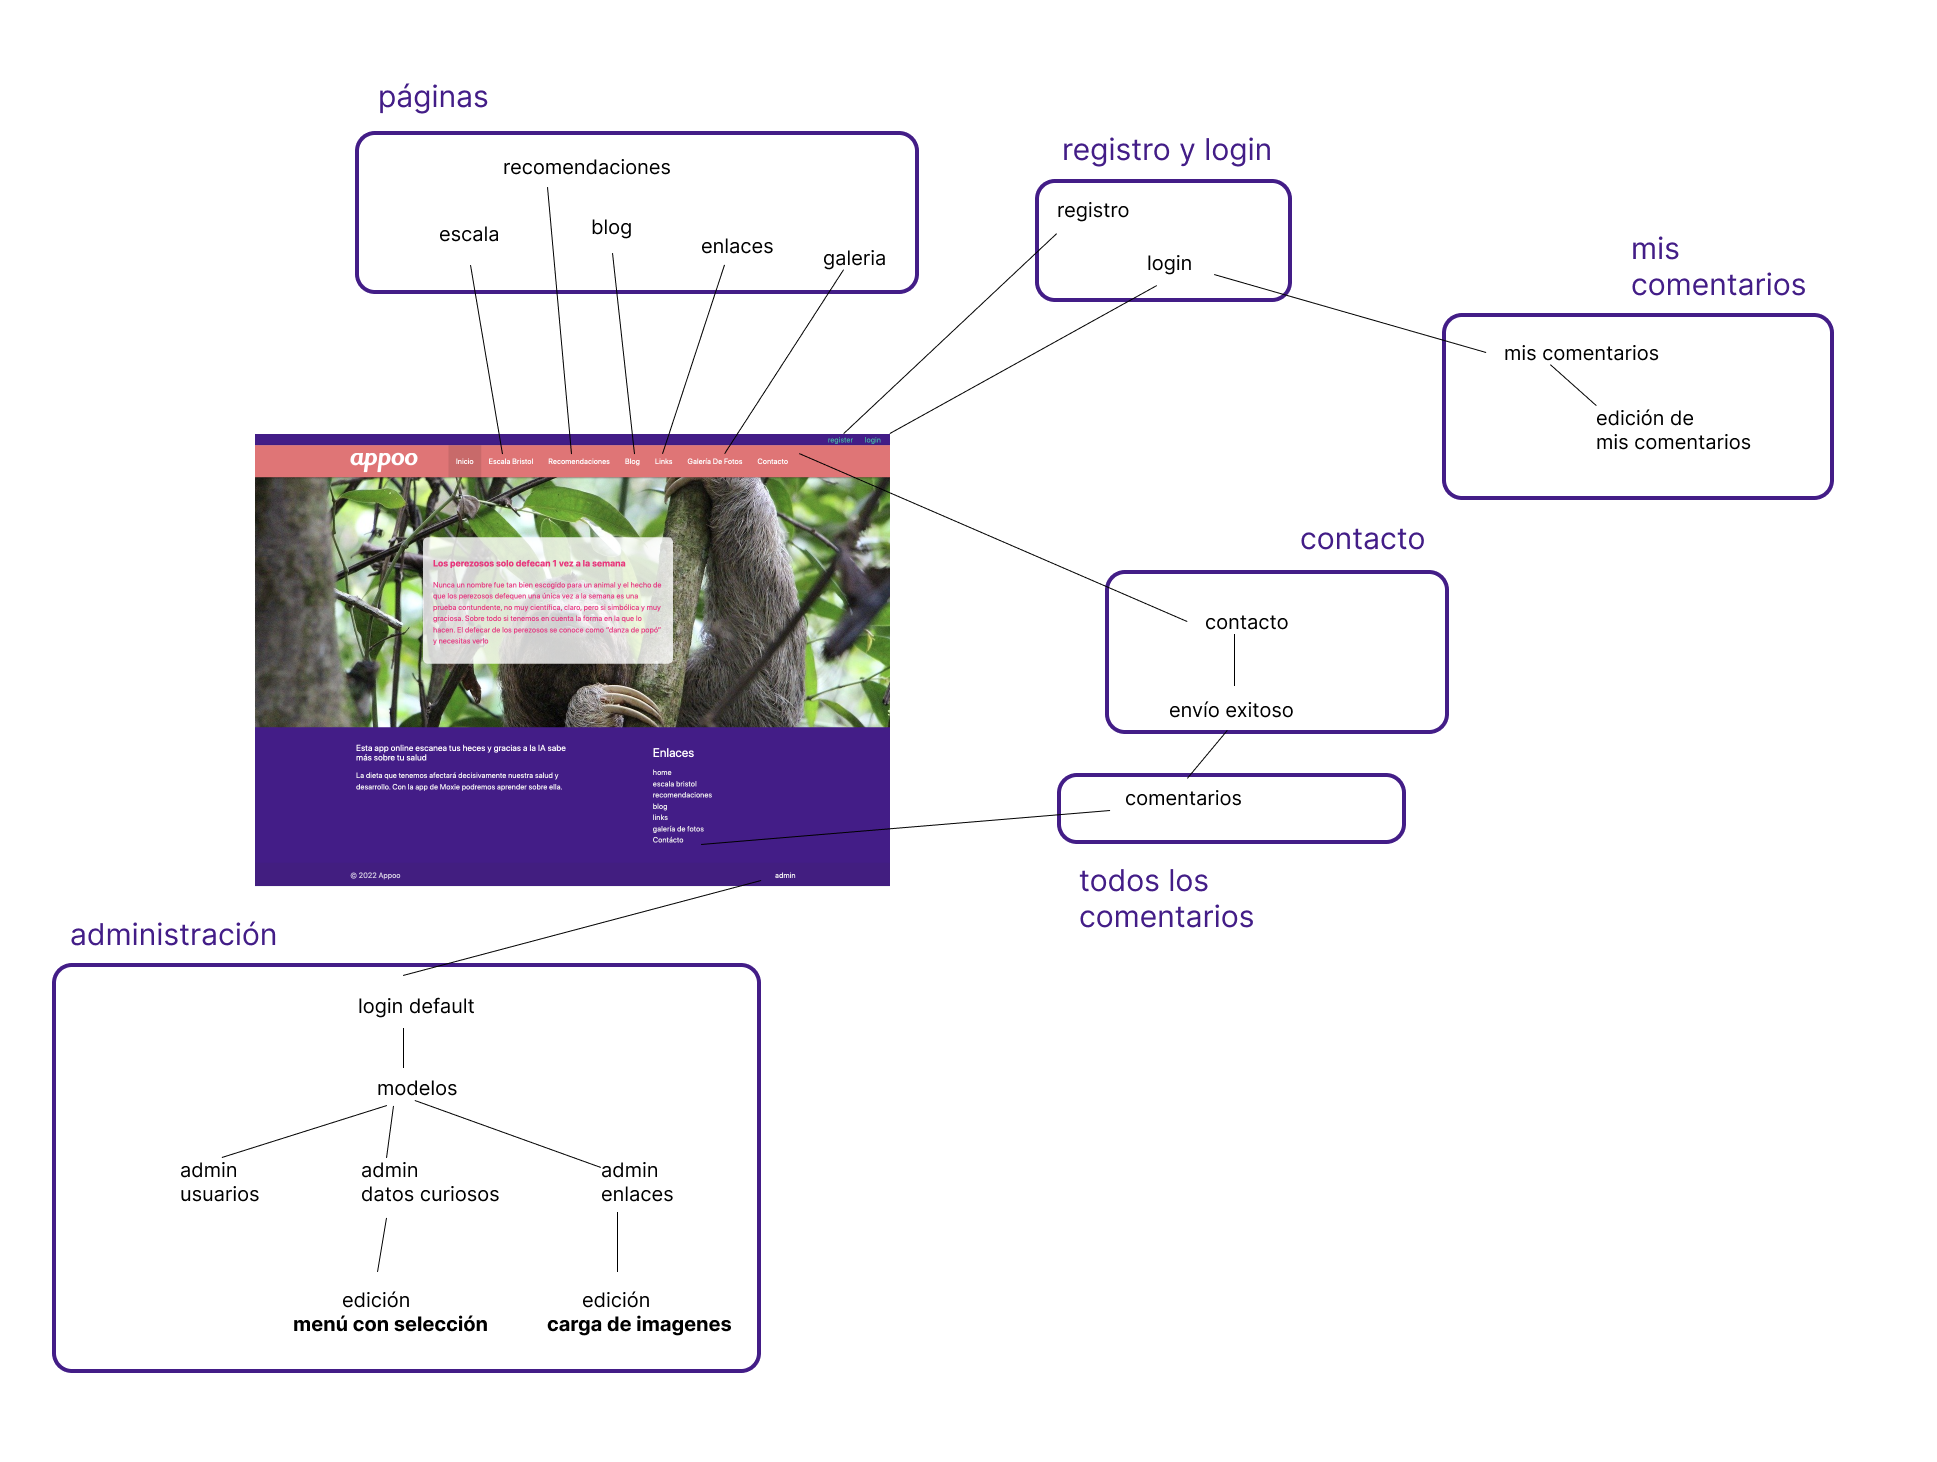 páginas
recomendaciones
escala
blog
enlaces
galeria
registro y login
registro
login
mis
comentarios
mis comentarios
edición de
mis comentarios
register login
appoo
Inicio Escala Bristol Recomendaciones Blog Links Galería De Fotos Contacto
Los perezosos solo defecan 1 vez a la semana
Nunca un nombre fue tan bien escogido para un animal y el hecho de
que los perezosos defequen una única vez a la semana es una
prueba contundente, no muy científica, claro, pero si simbólica y muy
graciosa. Sobre todo si tenemos en cuenta la forma en la que lo
hacen. El defecar de los perezosos se conoce como "danza de popó"
y necesitas verlo
Esta app online escanea tus heces y gracias a la IA sabe
más sobre tu salud
La dieta que tenemos afectará decisivamente nuestra salud y
desarrollo. Con la app de Moxie podremos aprender sobre ella.
Enlaces
home
escala bristol
recomendaciones
blog
links
galería de fotos
Contácto
© 2022 Appoo
admin
contacto
contacto
envío exitoso
comentarios
todos los
comentarios
administración
login default
modelos
admin
usuarios
admin
datos curiosos
admin
enlaces
edición
menú con selección
edición
carga de imagenes